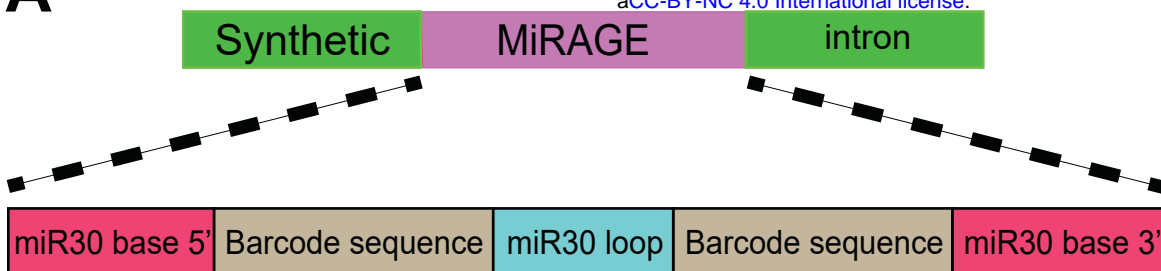 A
aCC-BY-NC 4.0 International license.
Synthetic MiRAGE intron
miR30 base 5' Barcode sequence miR30 loop Barcode sequence miR30 base 3'